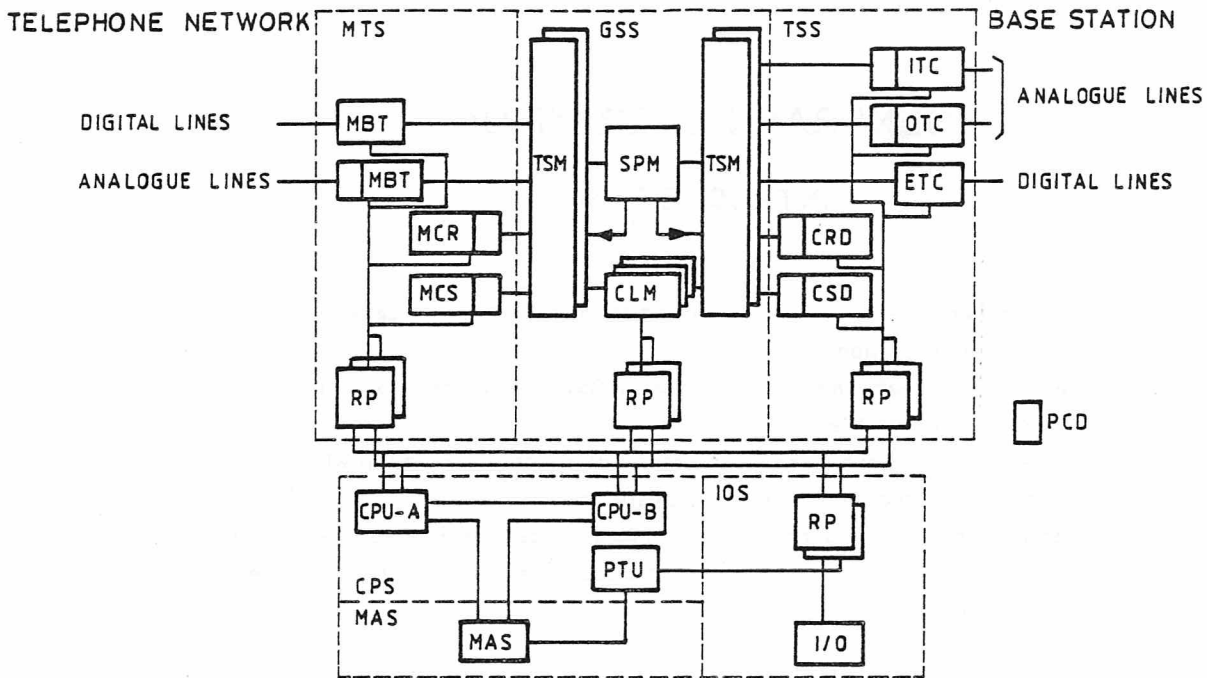 TELEPHONE NETWORK
MTS
GSS
TSS
BASE STATION
ITC
ANALOGUE LINES
DIGITAL LINES
MBT
OTC
TSM
SPM
TSM
ANALOGUE LINES
MBT
ETC
DIGITAL LINES
MCR
CRD
MCS
CLM
CSD
RP
RP
RP
PCD
CPU-A
CPU-B
IOS
RP
PTU
CPS
MAS
MAS
I/O